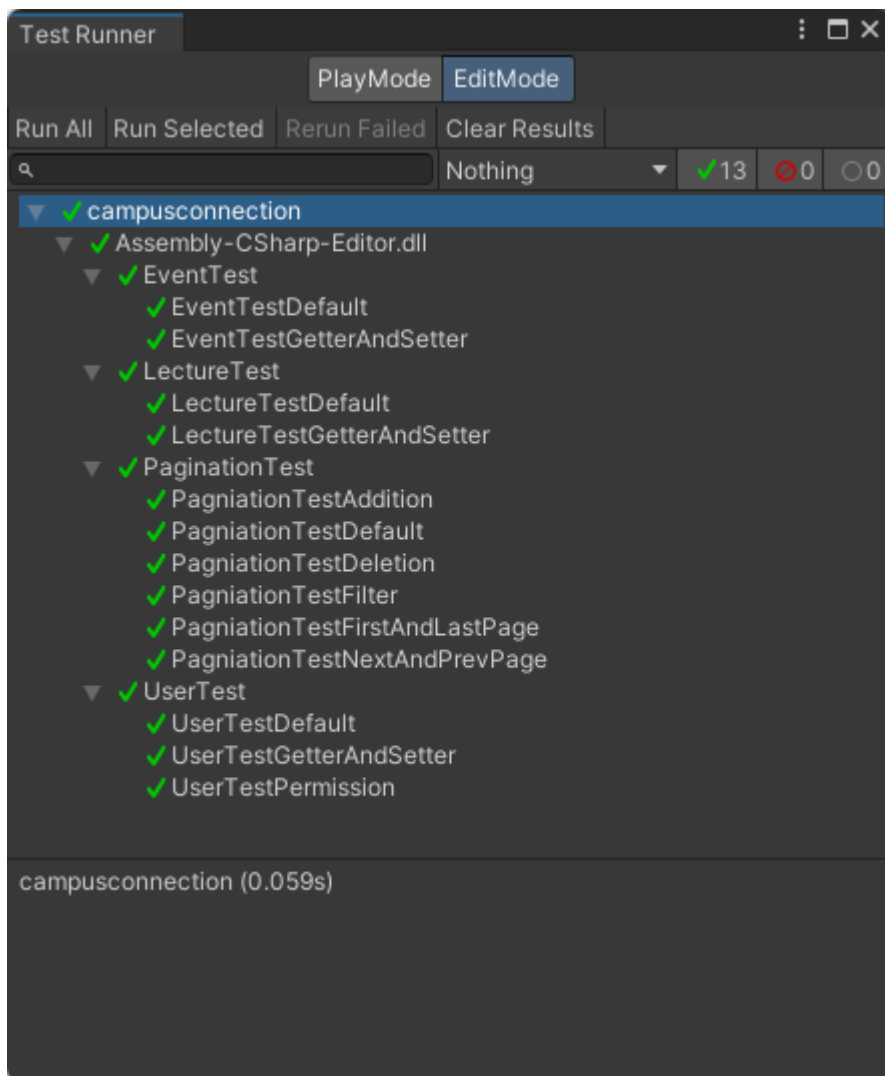 Test Runner
PlayMode EditMode
Run All Run Selected Rerun Failed Clear Results
Nothing 13 0 0
campusconnection
Assembly-CSharp-Editor.dll
EventTest
EventTestDefault
EventTestGetterAndSetter
LectureTest
LectureTestDefault
LectureTestGetterAndSetter
PaginationTest
PagniationTestAddition
PagniationTestDefault
PagniationTestDeletion
PagniationTestFilter
PagniationTestFirstAndLastPage
PagniationTestNextAndPrevPage
UserTest
UserTestDefault
UserTestGetterAndSetter
UserTestPermission
campusconnection (0.059s)